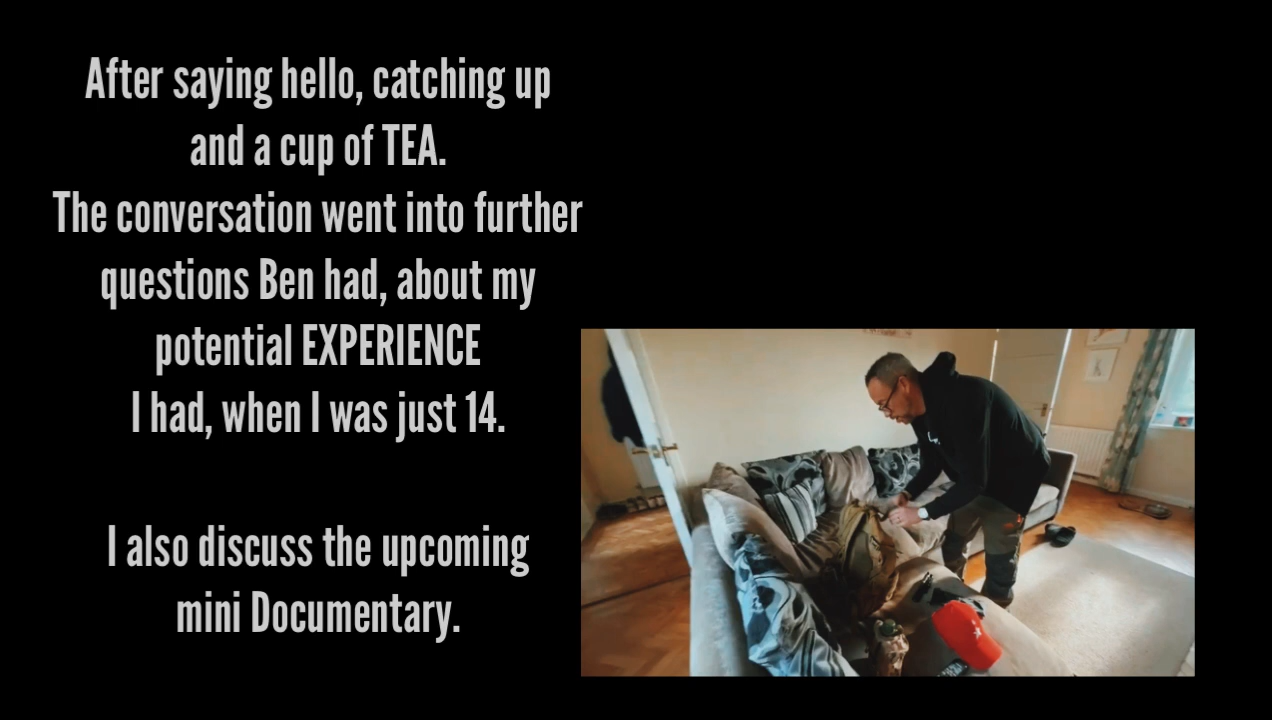 After saying hello, catching up
and a cup of TEA.
The conversation went into further
questions Ben had, about my
potential EXPERIENCE
I had, when I was just 14.
I also discuss the upcoming
mini Documentary.